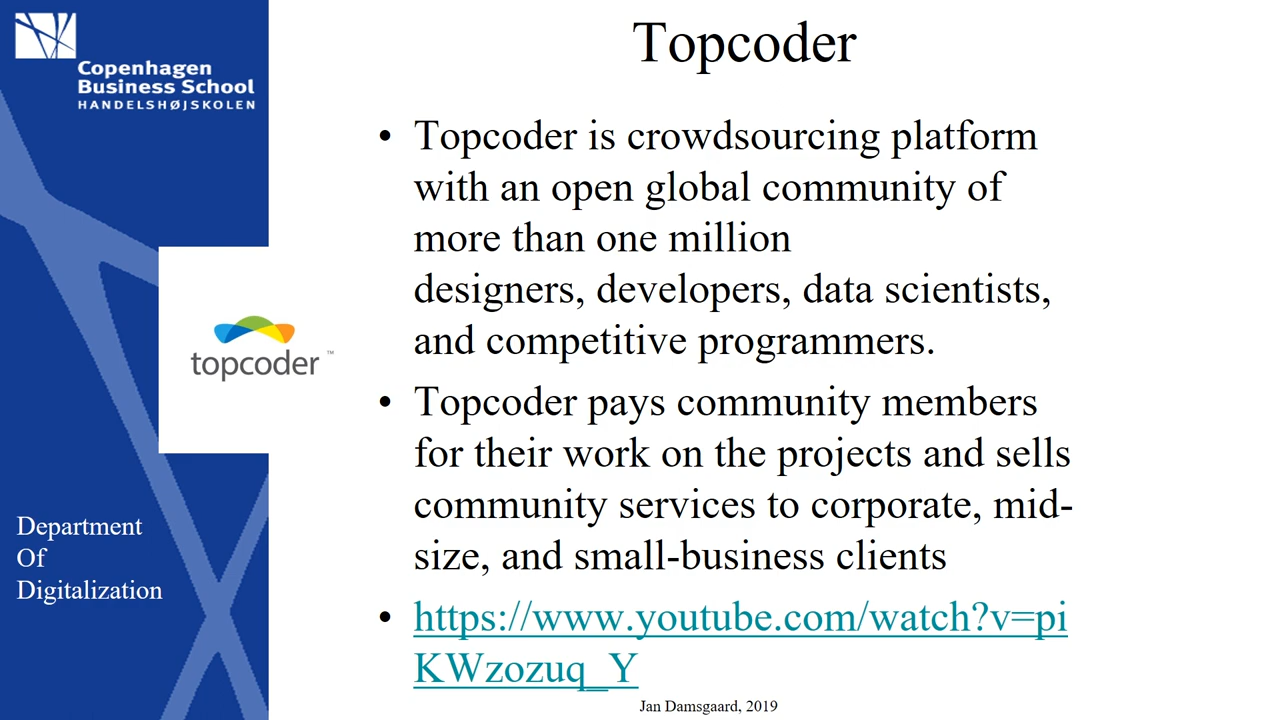 Copenhagen
Business School
HANDELSHØJSKOLEN
Topcoder
• Topcoder is crowdsourcing platform
with an open global community of
more than one million
designers, developers, data scientists,
and competitive programmers.
• Topcoder pays community members
for their work on the projects and sells
community services to corporate, mid-
size, and small-business clients
• https://www.youtube.com/watch?v=pi
KWzozuq_Y
topcoder™
Department
Of
Digitalization
Jan Damsgaard, 2019